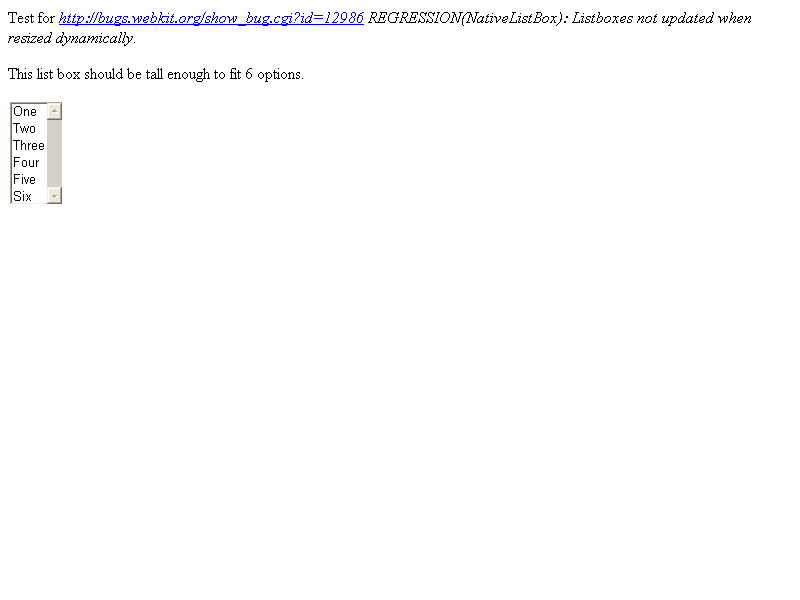 Test for http://bugs.webkit.org/show_bug.cgi?id=12986 REGRESSION(NativeListBox): Listboxes not updated when
resized dynamically.
This list box should be tall enough to fit 6 options.
One
Two
Three
Four
Five
Six